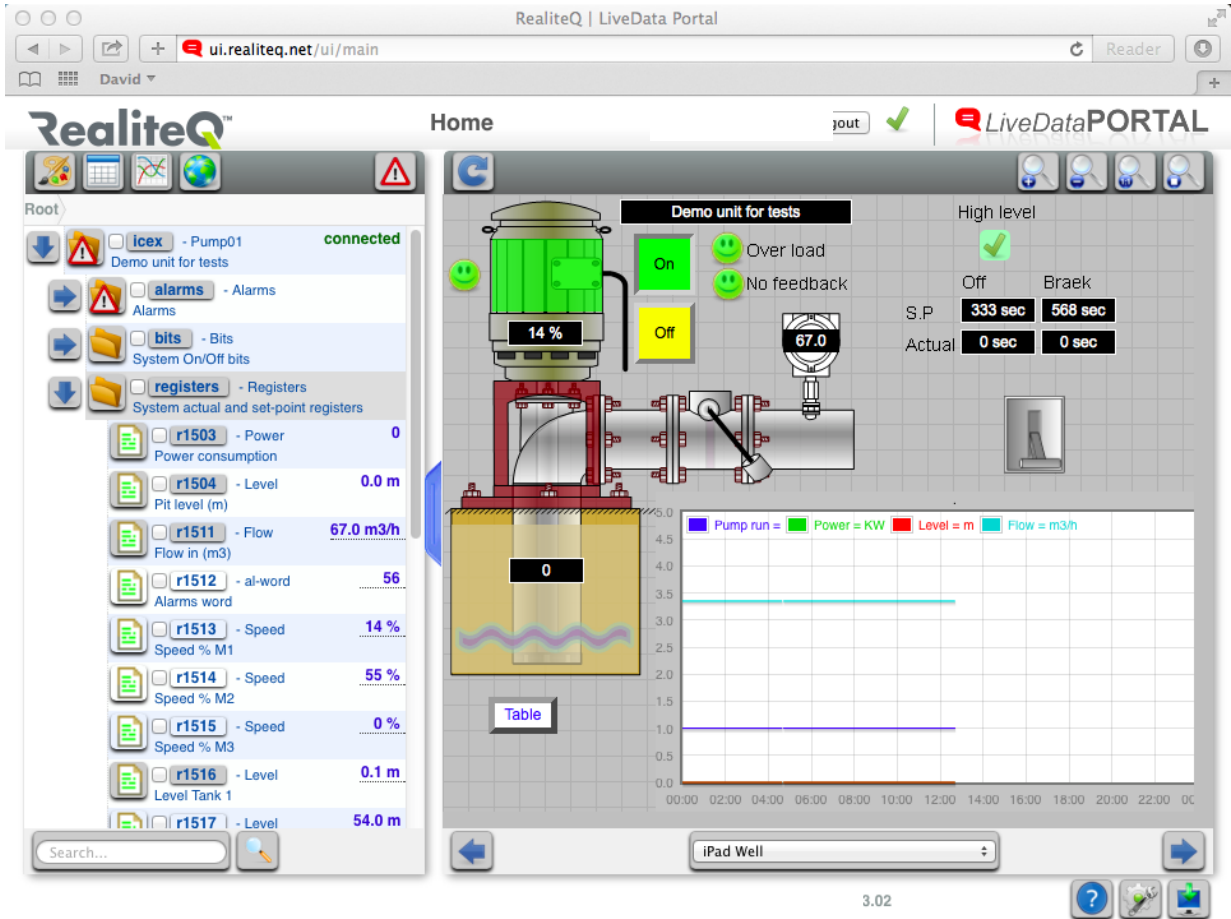 RealiteQ | LiveData Portal
ui.realiteq.net/ui/main
Reader
David
RealiteQ™
Home
gout
LiveDataPORTAL
Root
icex - Pump01 connected
Demo unit for tests
alarms - Alarms
Alarms
bits - Bits
System On/Off bits
registers - Registers
System actual and set-point registers
r1503 - Power 0
Power consumption
r1504 - Level 0.0 m
Pit level (m)
r1511 - Flow 67.0 m3/h
Flow in (m3)
r1512 - al-word 56
Alarms word
r1513 - Speed 14 %
Speed % M1
r1514 - Speed 55 %
Speed % M2
r1515 - Speed 0 %
Speed % M3
r1516 - Level 0.1 m
Level Tank 1
r1517 - Level 54.0 m
Search...
Demo unit for tests
High level
On
Over load
No feedback
Off
14 %
67.0
Off Braek
S.P 333 sec 568 sec
Actual 0 sec 0 sec
0
Table
Pump run = Power = KW Level = m Flow = m3/h
5.0
4.5
4.0
3.5
3.0
2.5
2.0
1.5
1.0
0.5
0.0
00:00 02:00 04:00 06:00 08:00 10:00 12:00 14:00 16:00 18:00 20:00 22:00 00
iPad Well
3.02